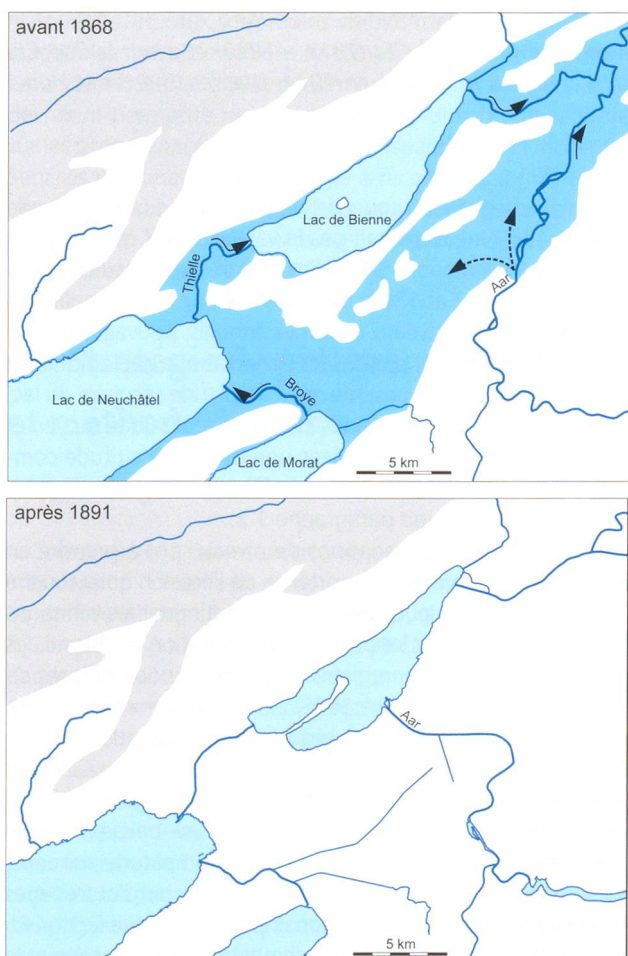 avant 1868
Lac de Bienne
Thielle
Aar
Broye
Lac de Neuchâtel
Lac de Morat
5 km
après 1891
Aar
5 km